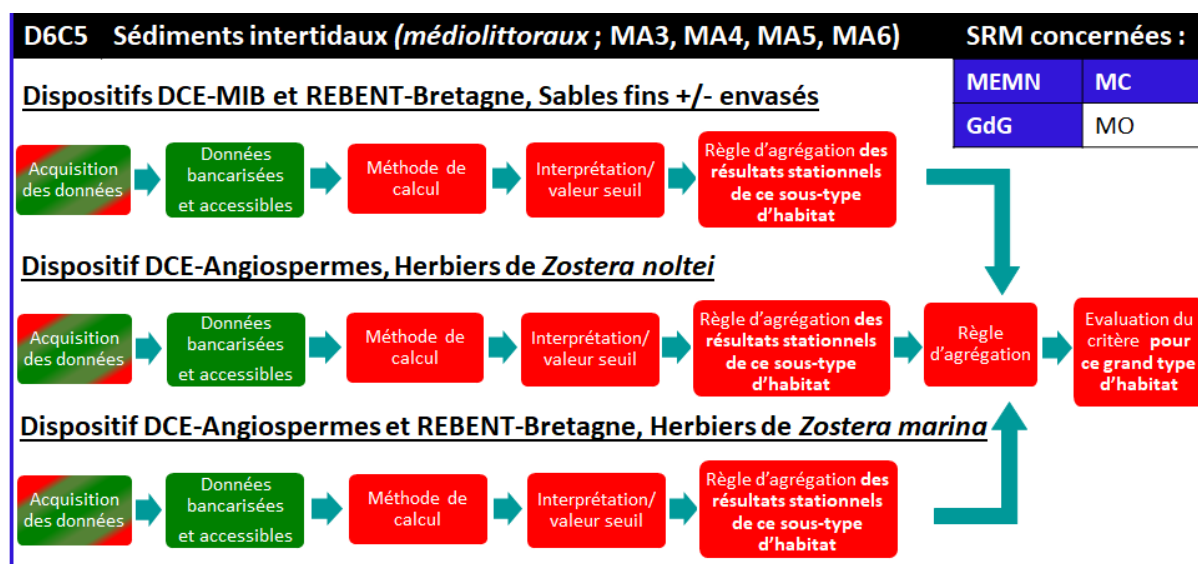 D6C5 Sédiments intertidaux (médiolittoraux ; MA3, MA4, MA5, MA6)
SRM concernées :
MEMN MC
GdG MO
Dispositifs DCE-MIB et REBENT-Bretagne, Sables fins +/- envasés
Acquisition
des données
Données
bancarisées
et accessibles
Méthode de
calcul
Interprétation/
valeur seuil
Règle d'agrégation des
résultats stationnels
de ce sous-type
d'habitat
Dispositif DCE-Angiospermes, Herbiers de Zostera noltei
Acquisition
des données
Données
bancarisées
et accessibles
Méthode de
calcul
Interprétation/
valeur seuil
Règle d'agrégation des
résultats stationnels
de ce sous-type
d'habitat
Règle
d'agrégation
Evaluation du
critère pour
ce grand type
d'habitat
Dispositif DCE-Angiospermes et REBENT-Bretagne, Herbiers de Zostera marina
Acquisition
des données
Données
bancarisées
et accessibles
Méthode de
calcul
Interprétation/
valeur seuil
Règle d'agrégation des
résultats stationnels
de ce sous-type
d'habitat